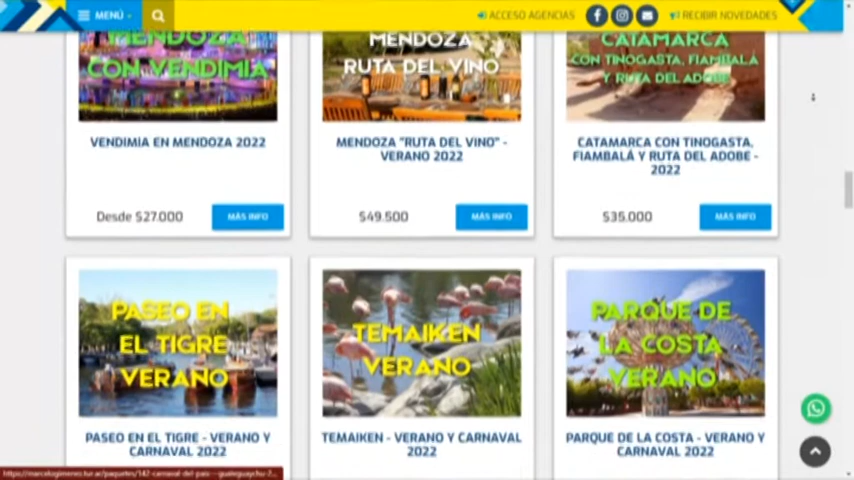 MENÚ
ACCESO AGENCIAS
RECIBIR NOVEDADES
MENDOZA
CON VENDIMIA
MENDOZA
RUTA DEL VINO
CATAMARCA
CON TINOGASTA, FIAMBALÁ
Y RUTA DEL ADOBE
VENDIMIA EN MENDOZA 2022
MENDOZA "RUTA DEL VINO" -
VERANO 2022
CATAMARCA CON TINOGASTA,
FIAMBALÁ Y RUTA DEL ADOBE -
2022
Desde $27.000
MÁS INFO
$49.500
MÁS INFO
$35.000
MÁS INFO
PASEO EN
EL TIGRE
VERANO
TEMAIKEN
VERANO
PARQUE DE
LA COSTA
VERANO
PASEO EN EL TIGRE - VERANO Y
CARNAVAL 2022
TEMAIKEN - VERANO Y CARNAVAL
2022
PARQUE DE LA COSTA - VERANO Y
CARNAVAL 2022